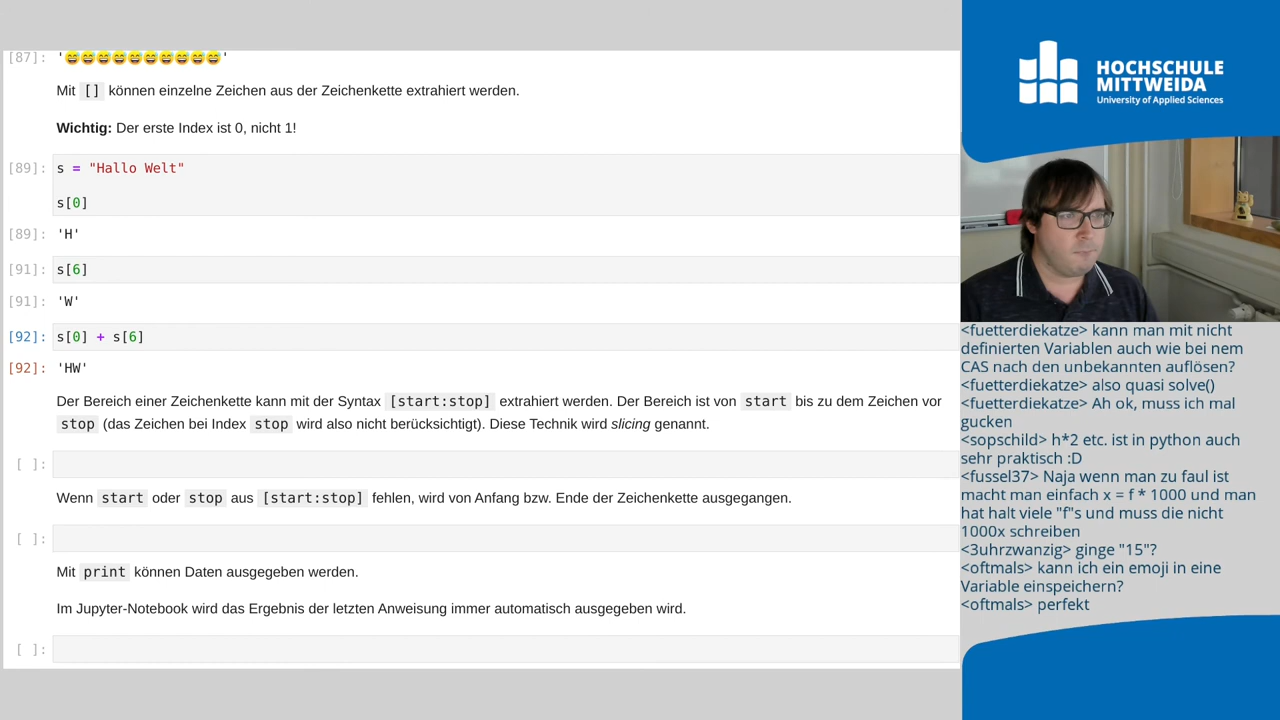 [87]: '😅😅😅😅😅😅😅😅😅😅'
Mit [] können einzelne Zeichen aus der Zeichenkette extrahiert werden.
Wichtig: Der erste Index ist 0, nicht 1!
[89]: s = "Hallo Welt"
s[0]
[89]: 'H'
[91]: s[6]
[91]: 'W'
[92]: s[0] + s[6]
[92]: 'HW'
Der Bereich einer Zeichenkette kann mit der Syntax [start:stop] extrahiert werden. Der Bereich ist von start bis zu dem Zeichen vor
stop (das Zeichen bei Index stop wird also nicht berücksichtigt). Diese Technik wird slicing genannt.
[ ]:
Wenn start oder stop aus [start:stop] fehlen, wird von Anfang bzw. Ende der Zeichenkette ausgegangen.
[ ]:
Mit print können Daten ausgegeben werden.
Im Jupyter-Notebook wird das Ergebnis der letzten Anweisung immer automatisch ausgegeben wird.
[ ]:
HOCHSCHULE
MITTWEIDA
University of Applied Sciences
<fuetterdiekatze> kann man mit nicht
definierten Variablen auch wie bei nem
CAS nach den unbekannten auflösen?
<fuetterdiekatze> also quasi solve()
<fuetterdiekatze> Ah ok, muss ich mal
gucken
<sopschild> h*2 etc. ist in python auch
sehr praktisch :D
<fussel37> Naja wenn man zu faul ist
macht man einfach x = f * 1000 und man
hat halt viele "f"s und muss die nicht
1000x schreiben
<3uhrzwanzig> ginge "15"?
<oftmals> kann ich ein emoji in eine
Variable einspeichern?
<oftmals> perfekt